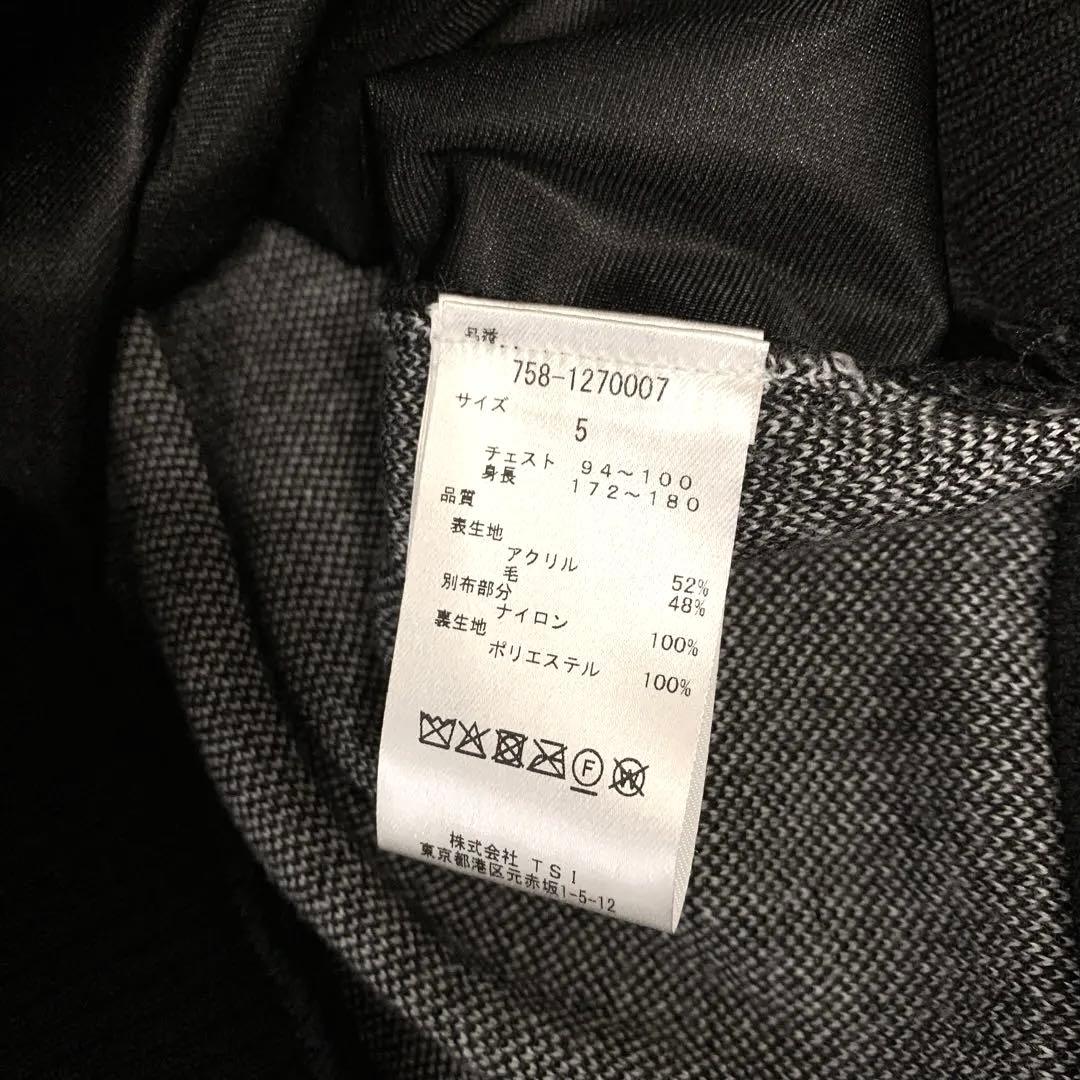 品番
758-1270007
サイズ
5
チェスト 94～100
身長 172～180
品質
表生地
アクリル 52%
毛 48%
別布部分
ナイロン 100%
裏生地
ポリエステル 100%
F
W
株式会社 TSI
東京都港区元赤坂1-5-12